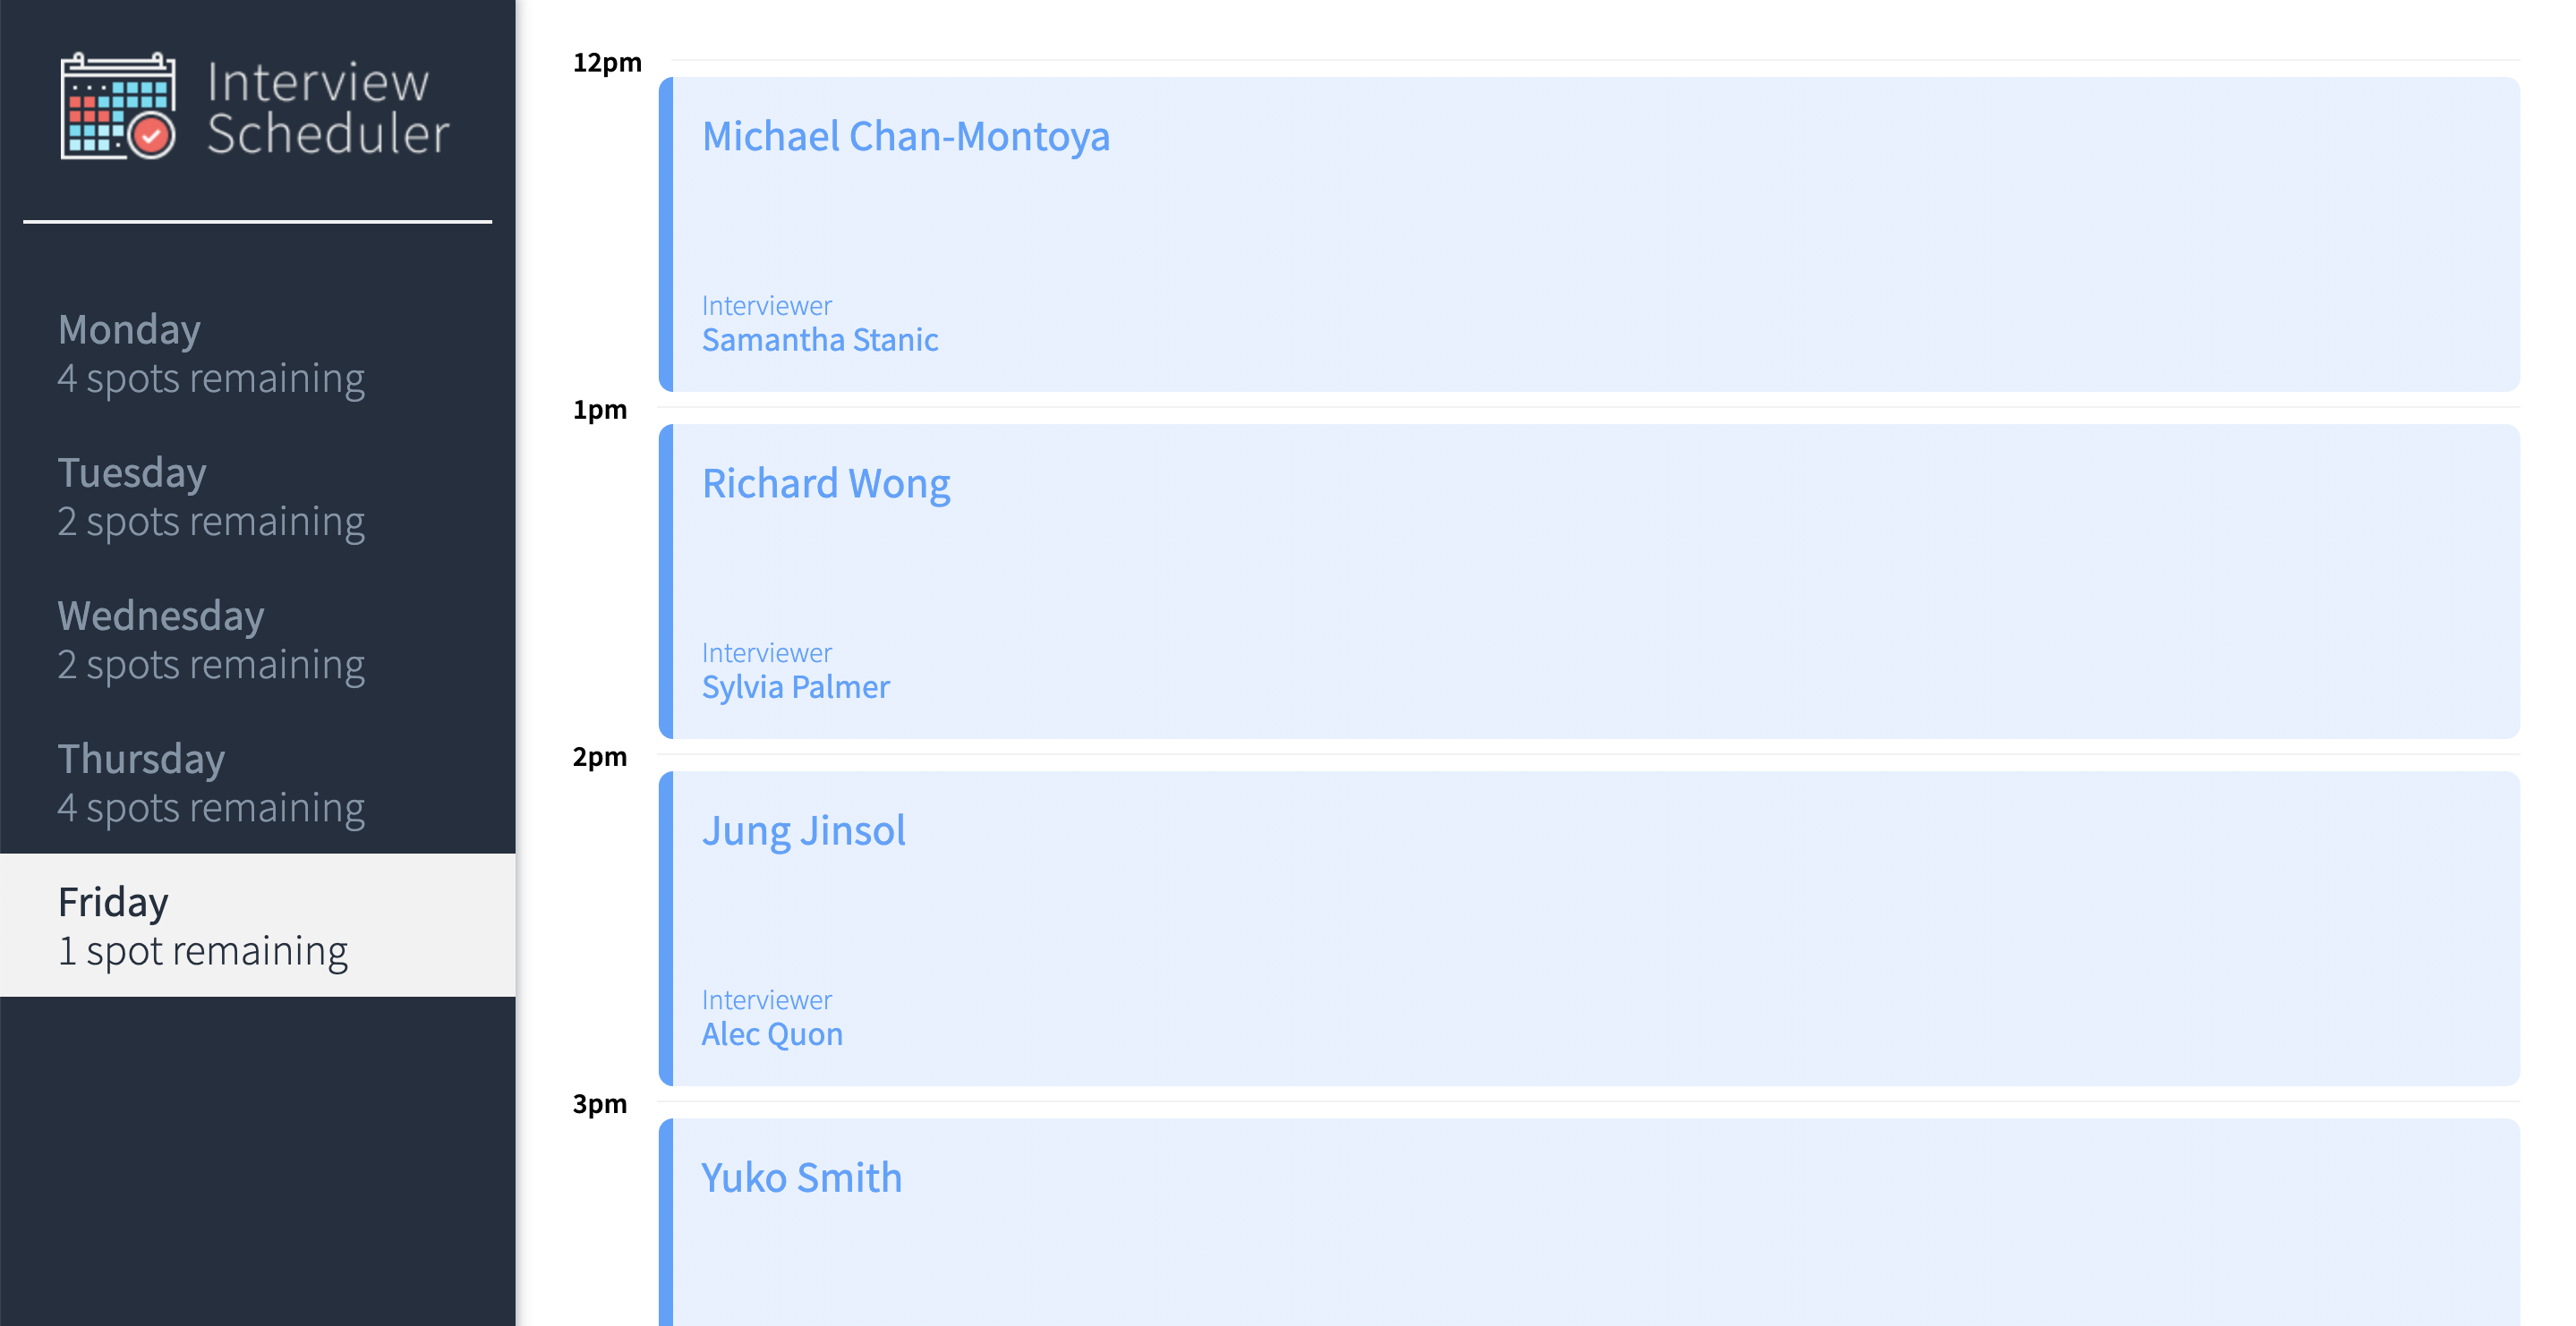 Interview
Scheduler
Monday
4 spots remaining
Tuesday
2 spots remaining
Wednesday
2 spots remaining
Thursday
4 spots remaining
Friday
1 spot remaining
12pm
Michael Chan-Montoya
Interviewer
Samantha Stanic
1pm
Richard Wong
Interviewer
Sylvia Palmer
2pm
Jung Jinsol
Interviewer
Alec Quon
3pm
Yuko Smith